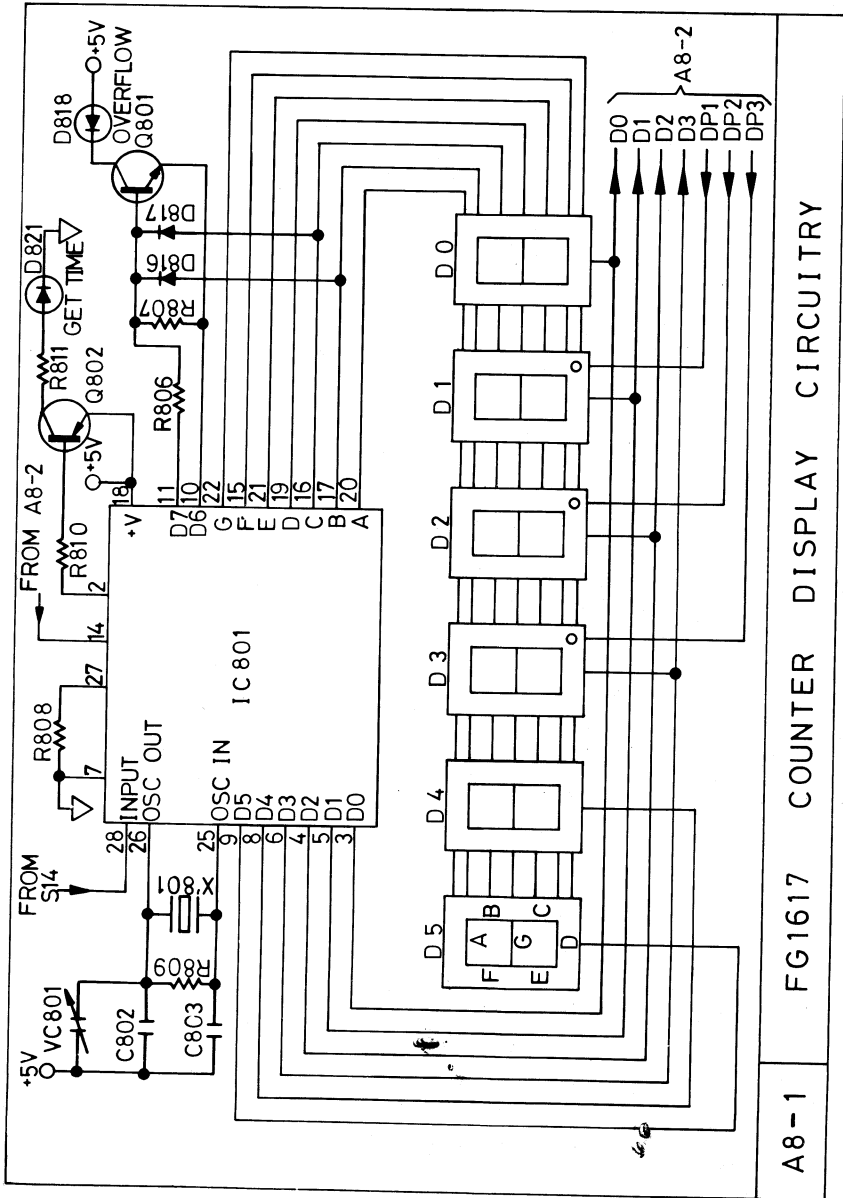 +5V
VC801
C802
C803
R809
X801
FROM
S14
28
26
25
9
8
6
4
5
3
INPUT
OSC OUT
OSC IN
D5
D4
D3
D2
D1
D0
7
27
14
2
R808
FROM A8-2
R810
IC801
+V
18
+5V
Q802
R811
D821
GET TIME
D7
D6
G
F
E
D
C
B
A
11
10
22
15
21
19
16
17
20
R806
R807
D816
D817
D818
+5V
OVERFLOW
Q801
D5
A
B
C
D
E
F
G
D4
D3
D2
D1
D0
D0
D1
D2
D3
DP1
DP2
DP3
A8-2
A8-1
FG1617 COUNTER DISPLAY CIRCUITRY